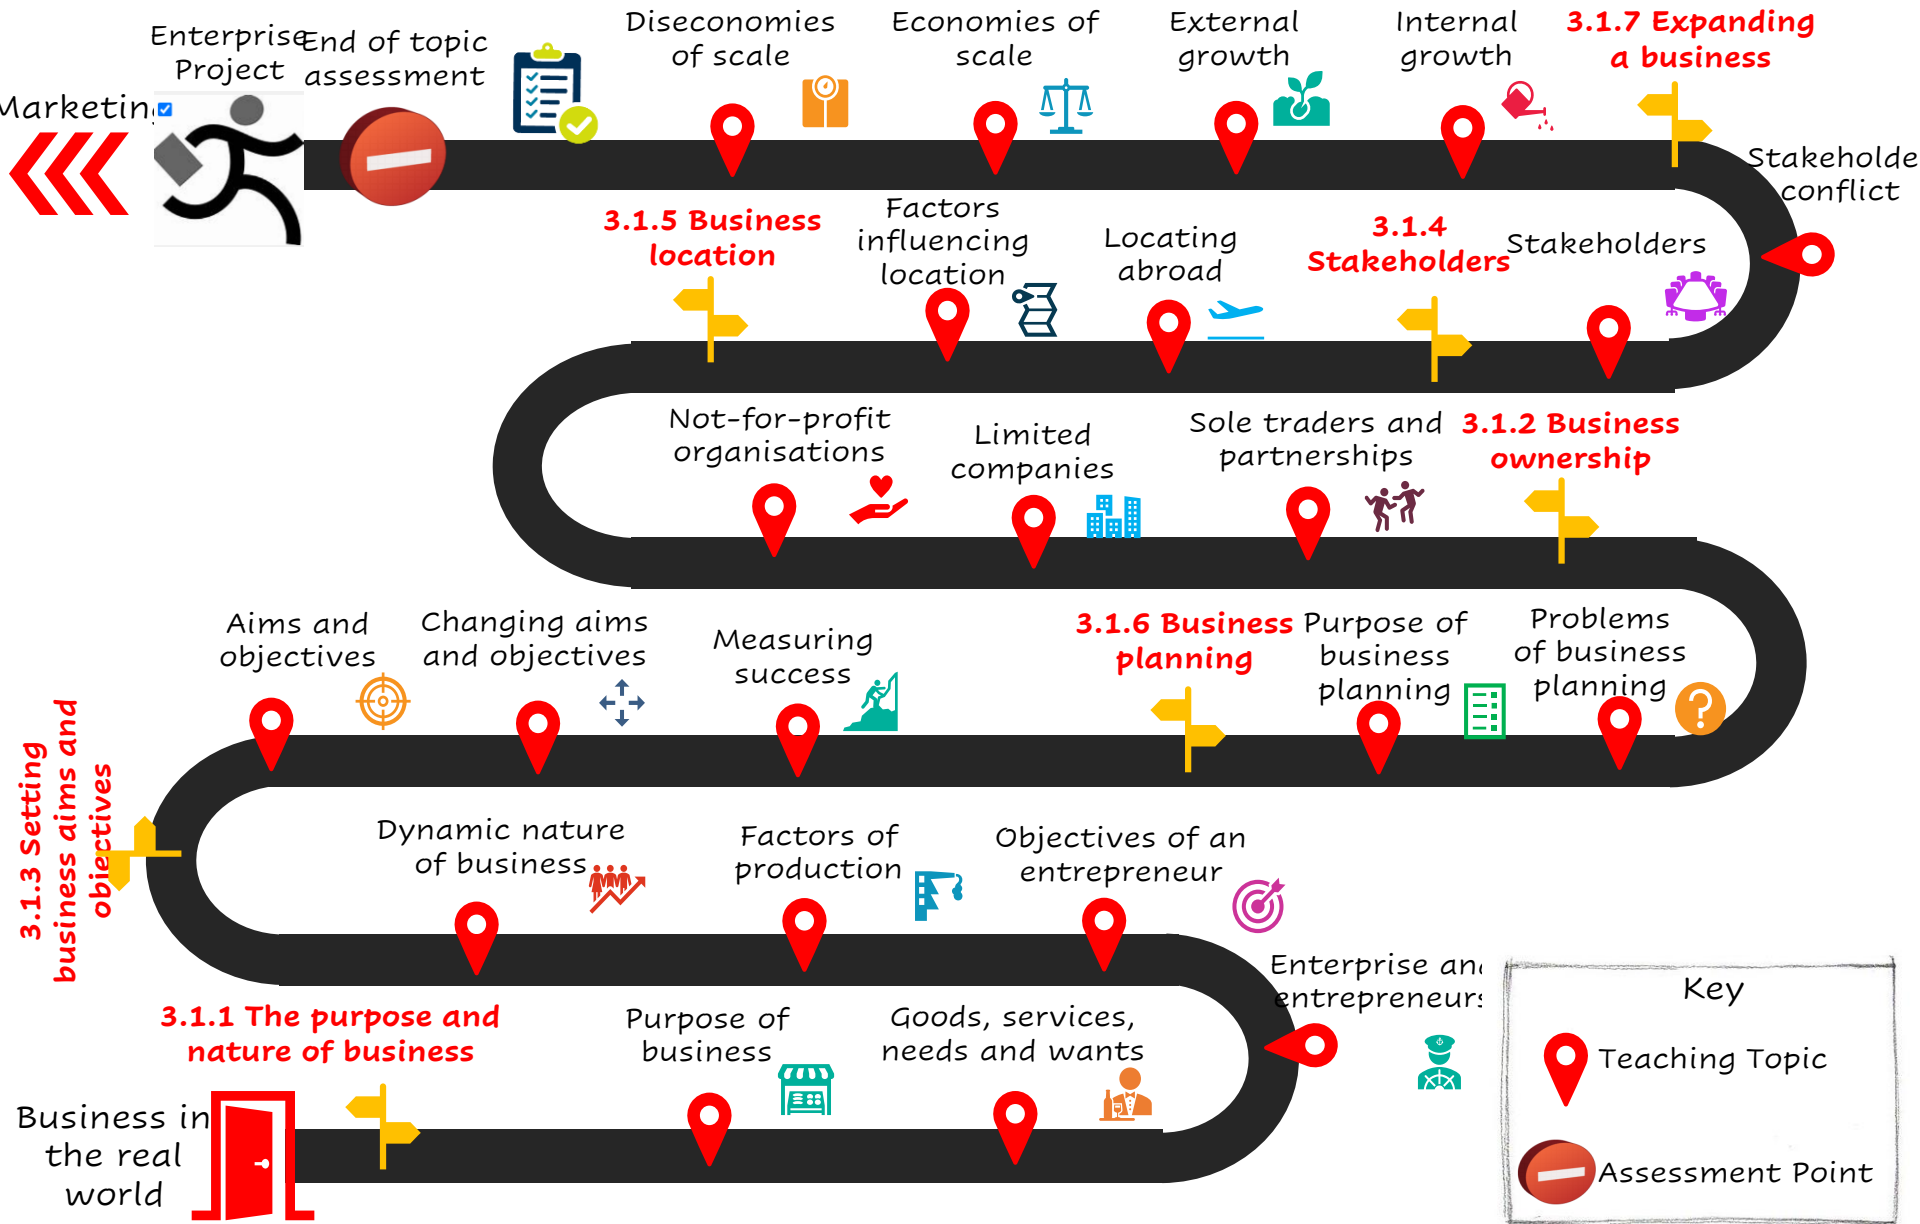 Enterprise
Project
End of topic
assessment
Diseconomies
of scale
Economies of
scale
External
growth
Internal
growth
3.1.7 Expanding
a business
Marketing
Stakeholde
conflict
3.1.5 Business
location
Factors
influencing
location
Locating
abroad
3.1.4
Stakeholders
Stakeholders
Not-for-profit
organisations
Limited
companies
Sole traders and
partnerships
3.1.2 Business
ownership
Aims and
objectives
Changing aims
and objectives
Measuring
success
3.1.6 Business
planning
Purpose of
business
planning
Problems
of business
planning
3.1.3 Setting
business aims and
objectives
Dynamic nature
of business
Factors of
production
Objectives of an
entrepreneur
Enterprise and
entrepreneurs
3.1.1 The purpose and
nature of business
Purpose of
business
Goods, services,
needs and wants
Business in
the real
world
Key
Teaching Topic
Assessment Point